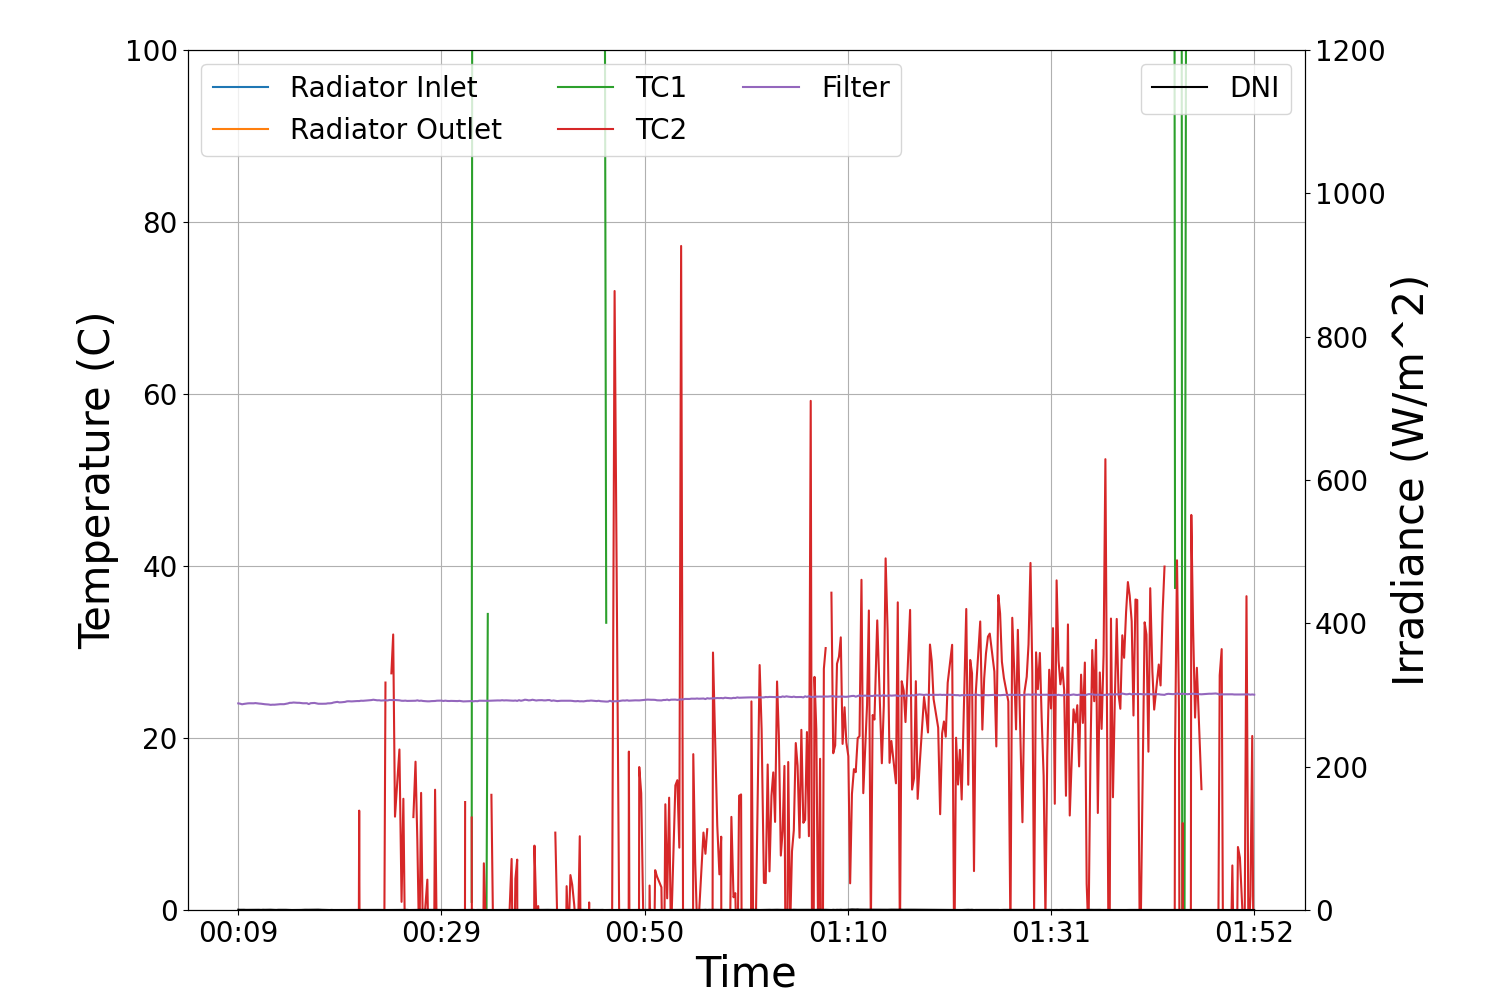 100
80
60
40
20
0
Temperature (C)
Radiator Inlet
Radiator Outlet
TC1
TC2
Filter
DNI
1200
1000
800
600
400
200
0
Irradiance (W/m^2)
00:09 00:29 00:50 01:10 01:31 01:52
Time